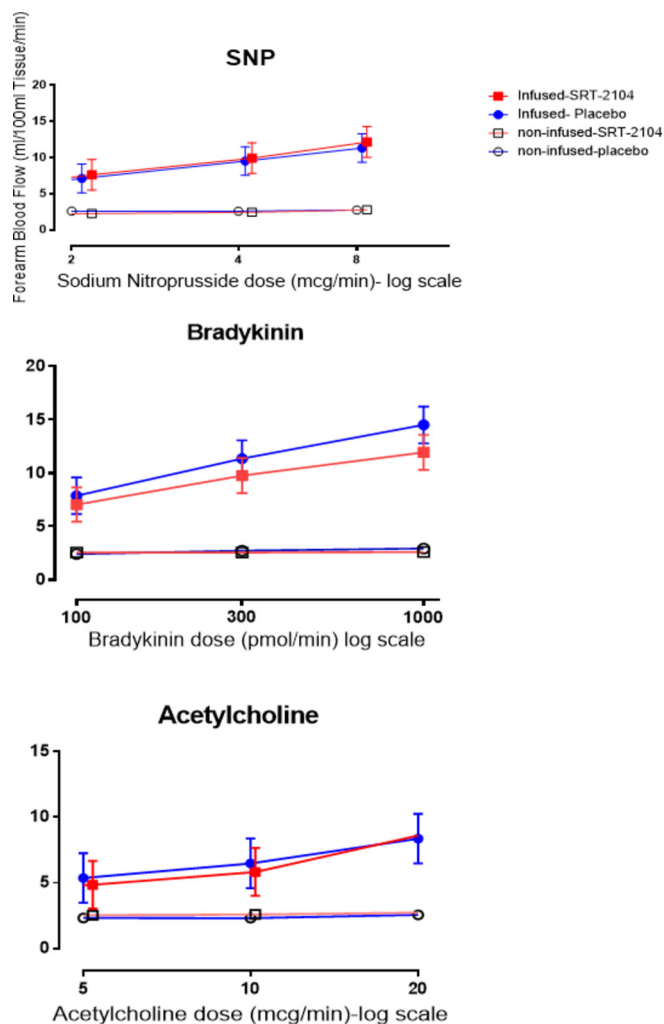 SNP
Forearm Blood Flow (ml/100ml Tissue/min)
20
15
10
5
0
2
4
8
Sodium Nitroprusside dose (mcg/min)- log scale
Infused-SRT-2104
Infused- Placebo
non-infused-SRT-2104
non-infused-placebo
Bradykinin
20
15
10
5
0
100
300
1000
Bradykinin dose (pmol/min) log scale
Acetylcholine
15
10
5
0
5
10
20
Acetylcholine dose (mcg/min)-log scale